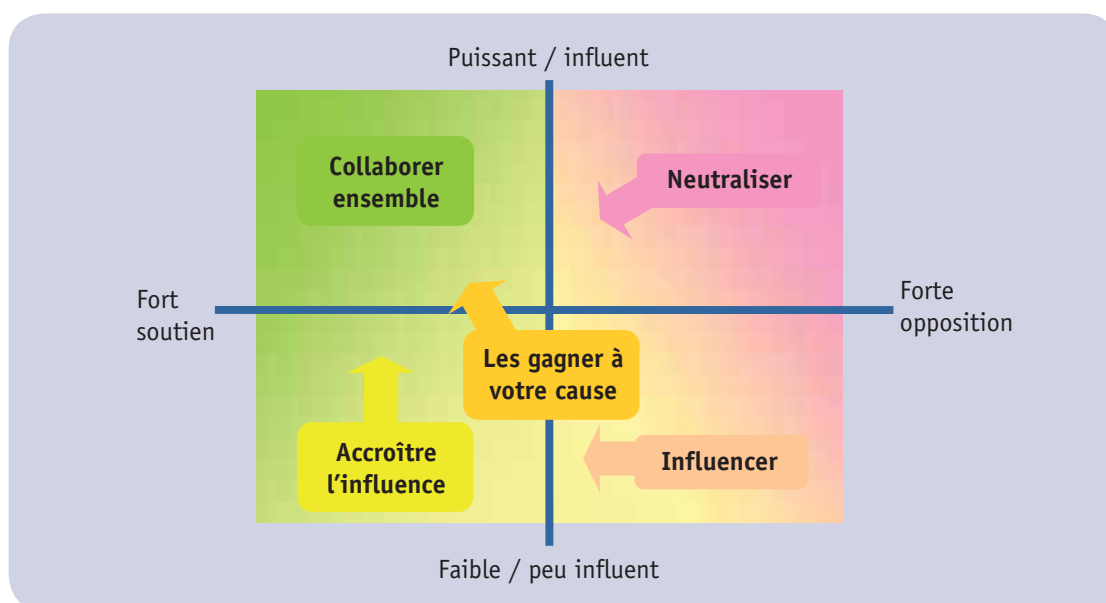 Puissant / influent
Collaborer
ensemble
Neutraliser
Fort
soutien
Forte
opposition
Les gagner à
votre cause
Accroître
l'influence
Influencer
Faible / peu influent